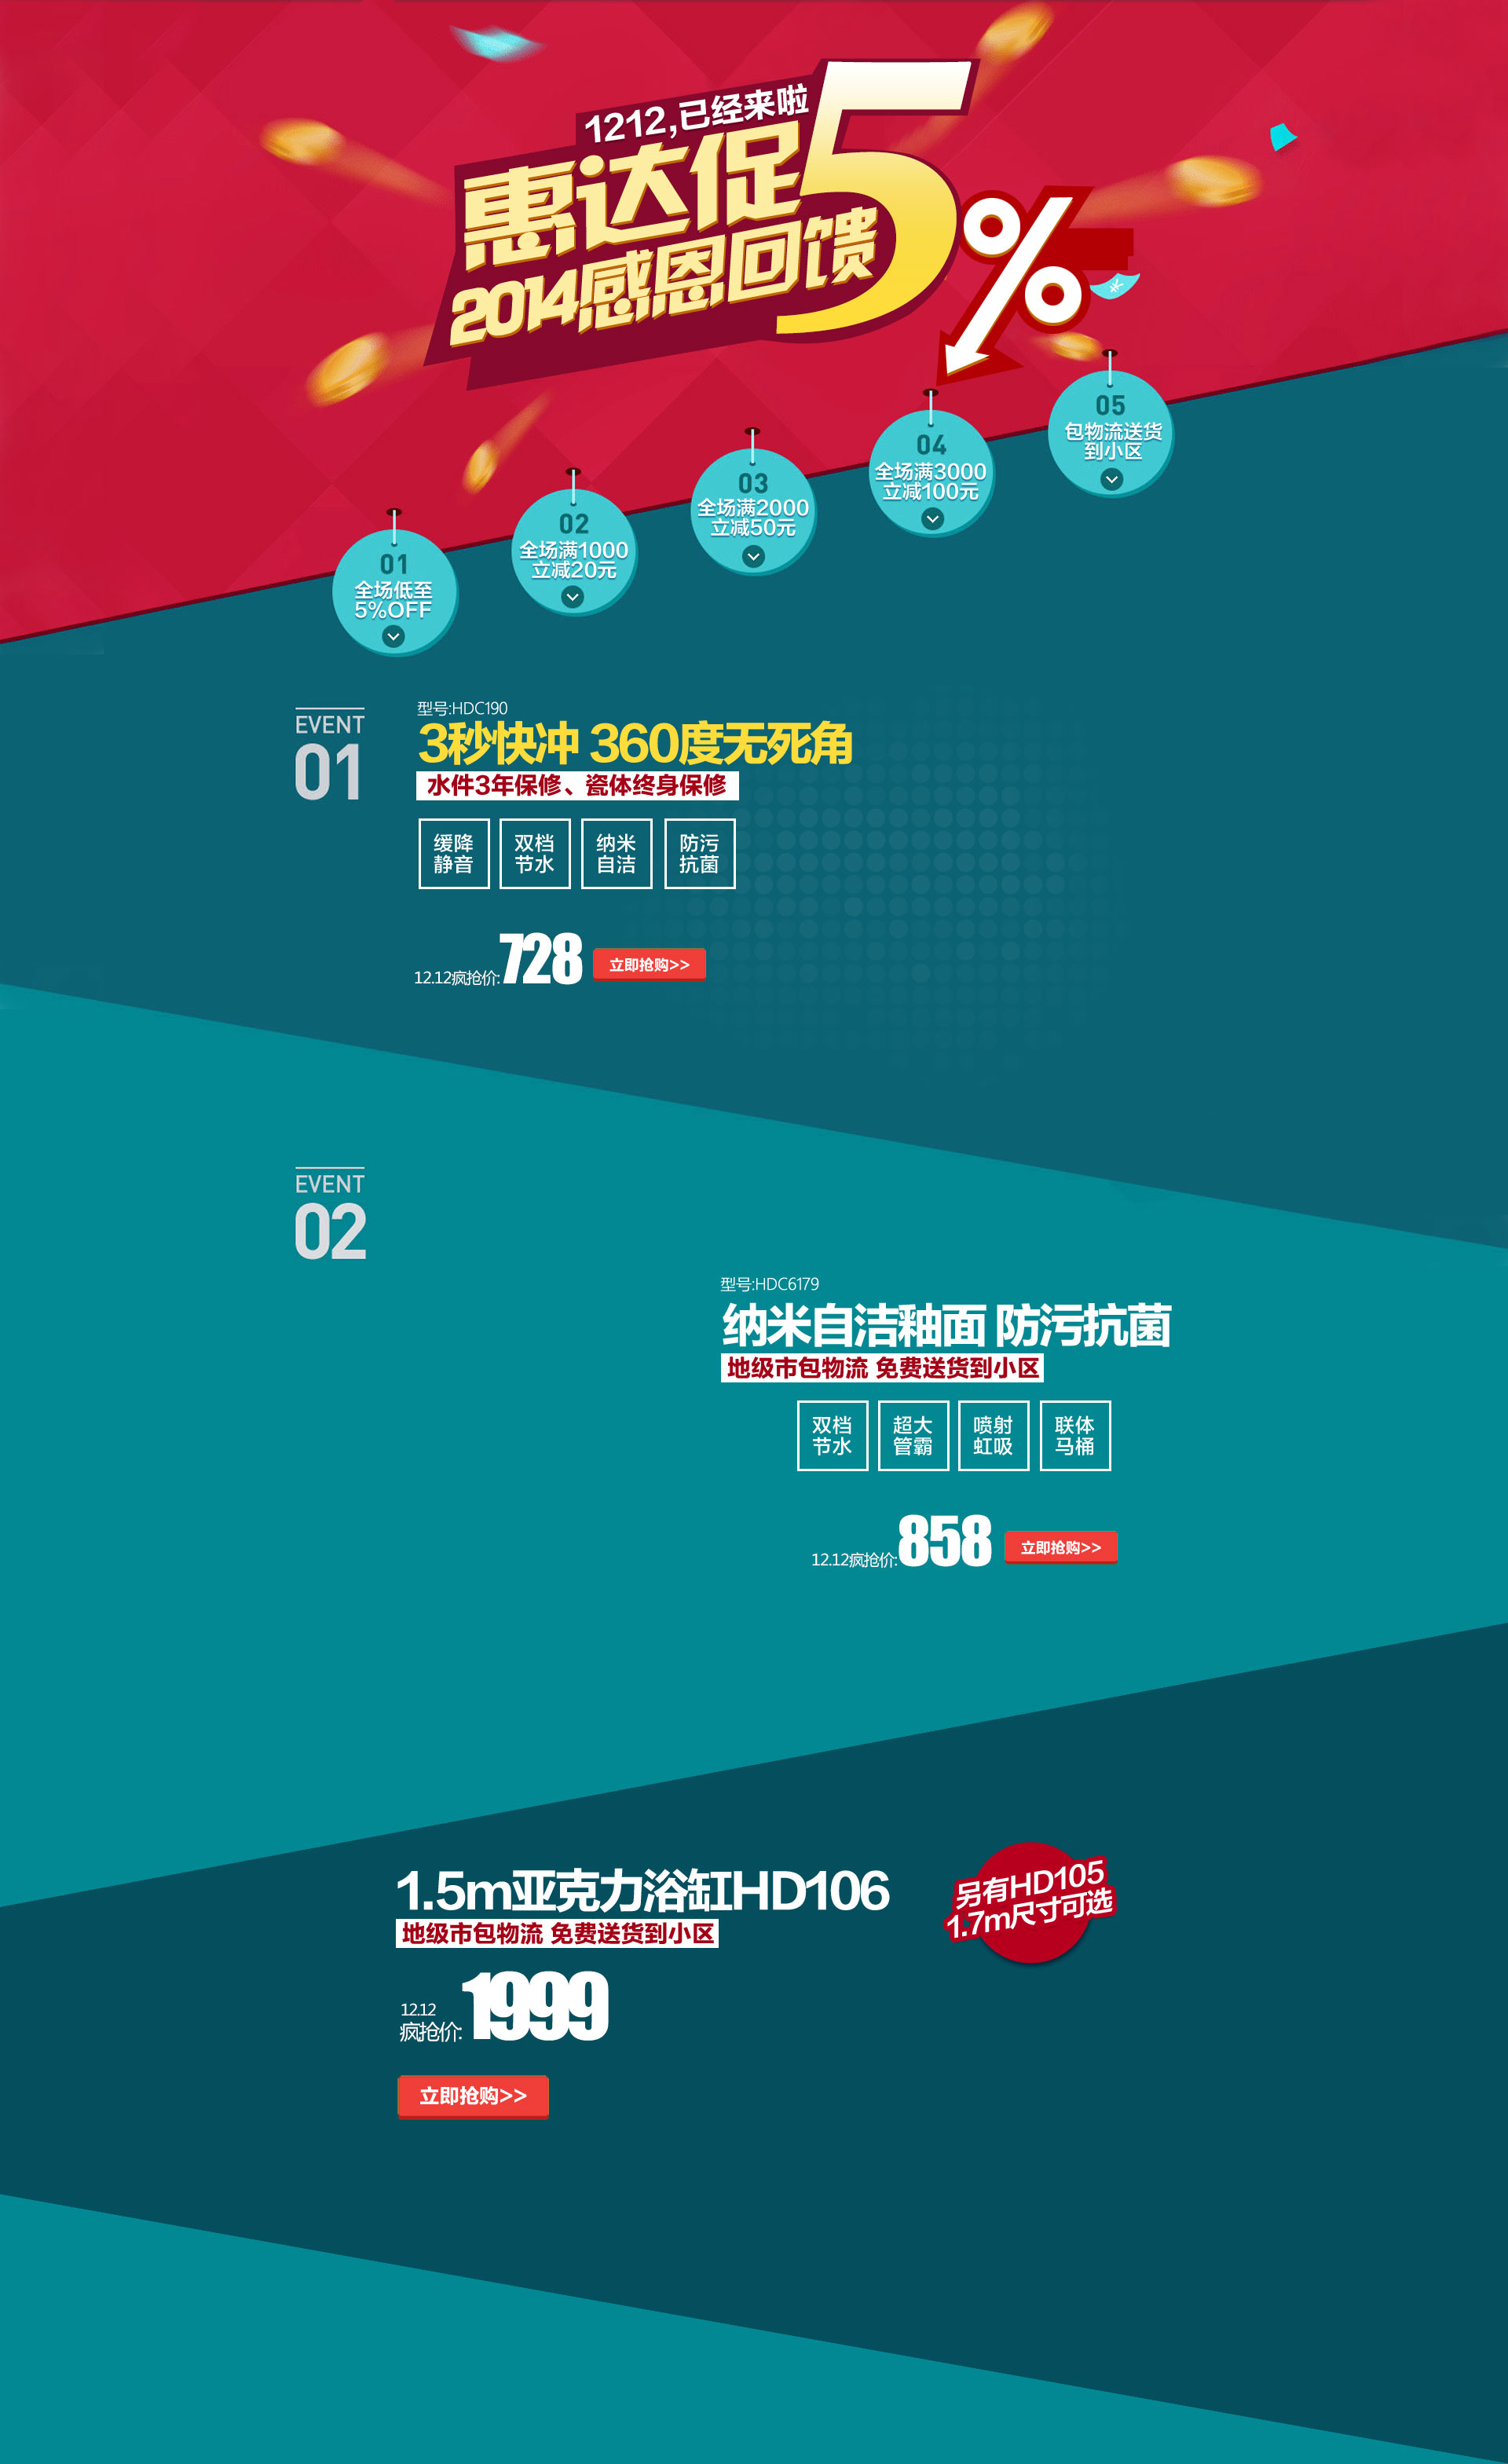 1212,已经来啦
惠达促5%
2014感恩回馈
01
全场低至
5%OFF
02
全场满1000
立减20元
03
全场满2000
立减50元
04
全场满3000
立减100元
05
包物流送货
到小区
EVENT
01
型号:HDC190
3秒快冲 360度无死角
水件3年保修、瓷体终身保修
缓降
静音
双档
节水
纳米
自洁
防污
抗菌
12.12疯抢价:728
立即抢购>>
EVENT
02
型号:HDC6179
纳米自洁釉面 防污抗菌
地级市包物流 免费送货到小区
双档
节水
超大
管霸
喷射
虹吸
联体
马桶
12.12疯抢价:858
立即抢购>>
1.5m亚克力浴缸HD106
地级市包物流 免费送货到小区
另有HD105
1.7m尺寸可选
12.12
疯抢价:1999
立即抢购>>